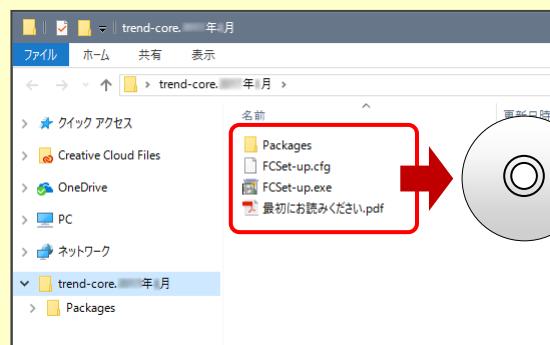 trend-core. 年 月
ファイル ホーム 共有 表示
trend-core. 年 月
名前 更新日時
クイック アクセス
Packages
Creative Cloud Files
FCSet-up.cfg
OneDrive
FCSet-up.exe
PC
最初にお読みください.pdf
ネットワーク
trend-core. 年 月
Packages